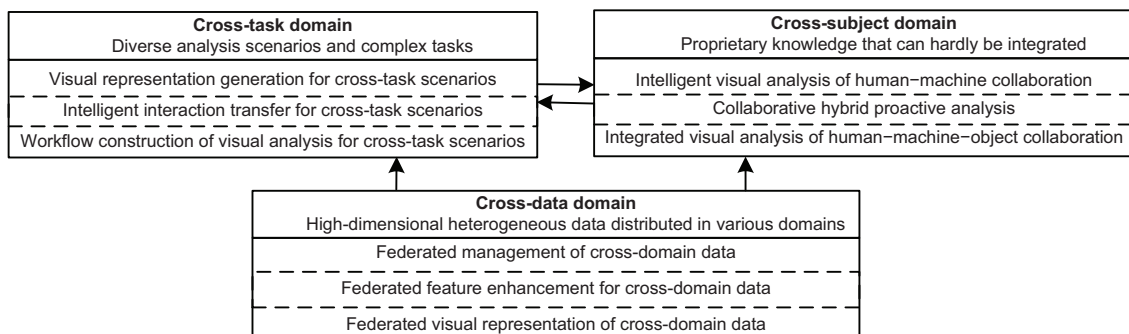 Cross-task domain
Diverse analysis scenarios and complex tasks
Visual representation generation for cross-task scenarios
Intelligent interaction transfer for cross-task scenarios
Workflow construction of visual analysis for cross-task scenarios
Cross-subject domain
Proprietary knowledge that can hardly be integrated
Intelligent visual analysis of human−machine collaboration
Collaborative hybrid proactive analysis
Integrated visual analysis of human−machine−object collaboration
Cross-data domain
High-dimensional heterogeneous data distributed in various domains
Federated management of cross-domain data
Federated feature enhancement for cross-domain data
Federated visual representation of cross-domain data